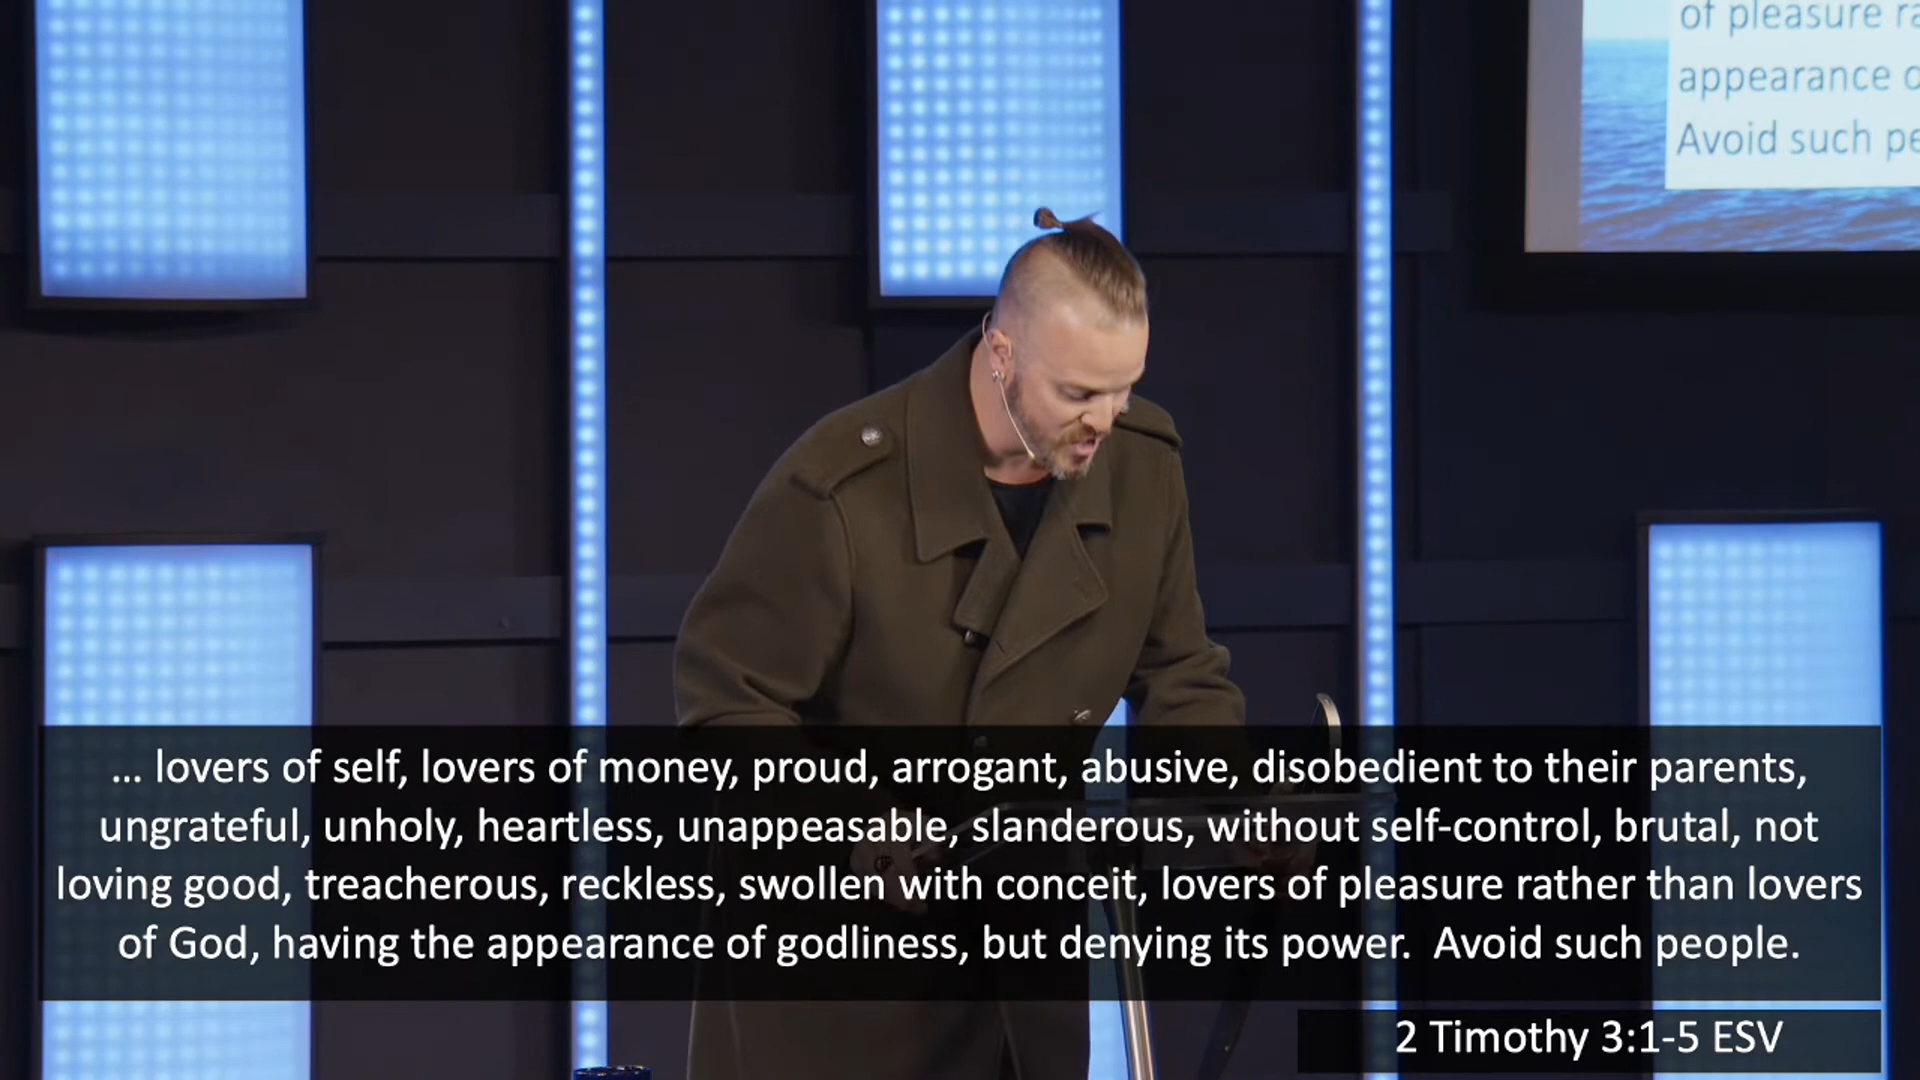 of pleasure
appearance
Avoid such
... lovers of self, lovers of money, proud, arrogant, abusive, disobedient to their parents,
ungrateful, unholy, heartless, unappeasable, slanderous, without self-control, brutal, not
loving good, treacherous, reckless, swollen with conceit, lovers of pleasure rather than lovers
of God, having the appearance of godliness, but denying its power. Avoid such people.
2 Timothy 3:1-5 ESV